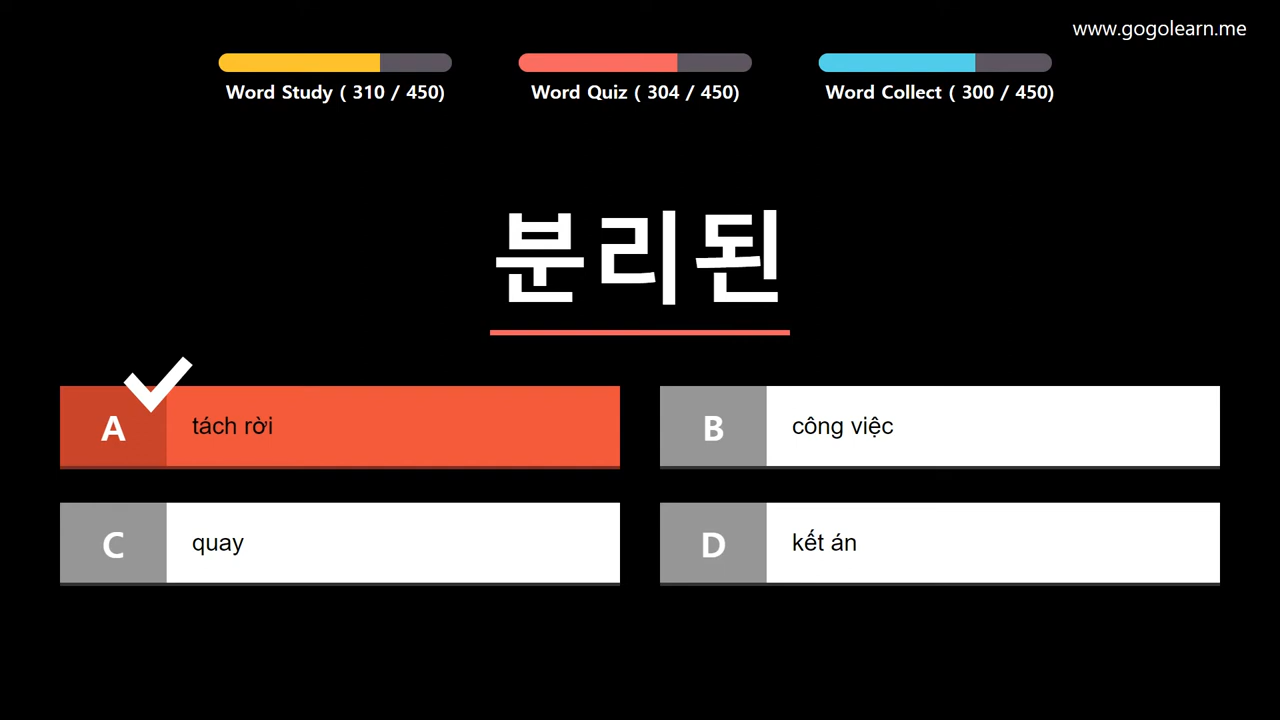 www.gogolearn.me
Word Study ( 310 / 450)
Word Quiz ( 304 / 450)
Word Collect ( 300 / 450)
분리된
A tách rời
B công việc
C quay
D kết án